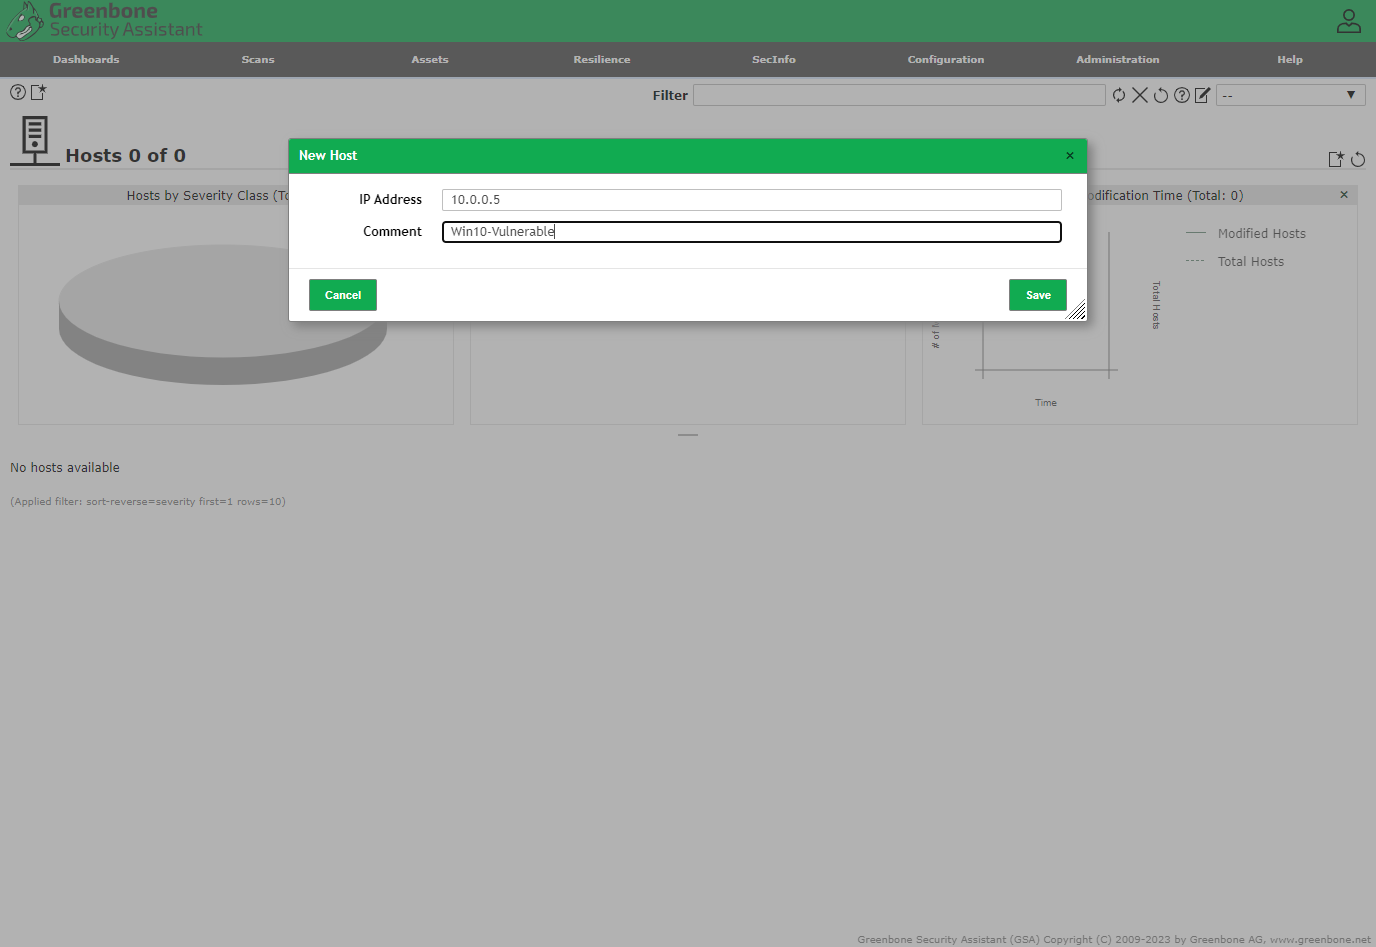 Greenbone
Security Assistant
Dashboards Scans Assets Resilience SecInfo Configuration Administration Help
Filter --
Hosts 0 of 0
New Host
IP Address 10.0.0.5
Comment Win10-Vulnerable
Cancel Save
Hosts by Severity Class (To
odification Time (Total: 0)
Modified Hosts
Total Hosts
Total Hosts
# of
Time
No hosts available
(Applied filter: sort-reverse=severity first=1 rows=10)
Greenbone Security Assistant (GSA) Copyright (C) 2009-2023 by Greenbone AG, www.greenbone.net